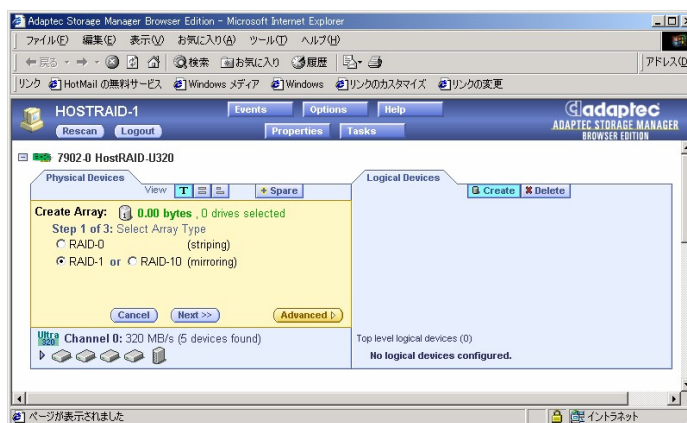 Adaptec Storage Manager Browser Edition - Microsoft Internet Explorer
ファイル(F) 編集(E) 表示(V) お気に入り(A) ツール(T) ヘルプ(H)
戻る 検索 お気に入り 履歴 アドレス(D
リンク HotMail の無料サービス Windows メディア Windows リンクのカスタマイズ リンクの変更
HOSTRAID-1 Events Options Help adaptec
Rescan Logout Properties Tasks ADAPTEC STORAGE MANAGER
BROWSER EDITION
7902-0 HostRAID-U320
Physical Devices
View T + Spare
Create Array: 0.00 bytes , 0 drives selected
Step 1 of 3: Select Array Type
RAID-0 (striping)
RAID-1 or RAID-10 (mirroring)
Cancel Next >> Advanced
Ultra 320 Channel 0: 320 MB/s (5 devices found)
Logical Devices
Create Delete
Top level logical devices (0)
No logical devices configured.
ページが表示されました イントラネット